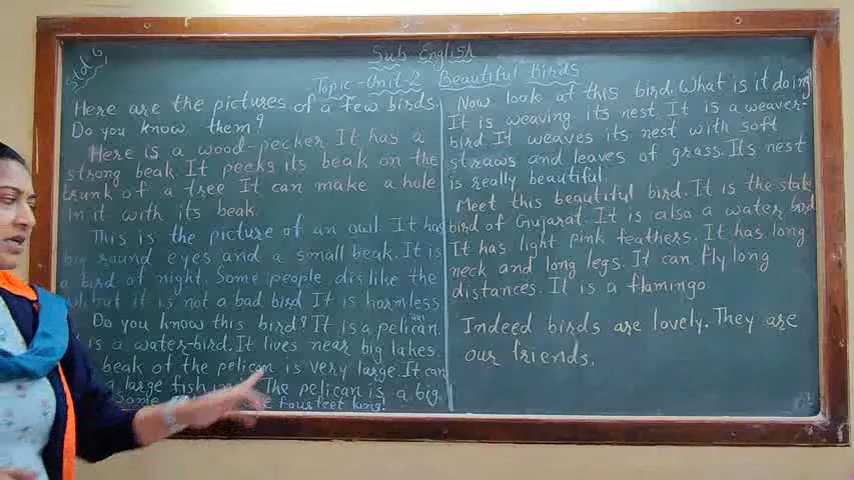 Std 6
Sub English
Topic - Unit-2 Beautiful birds
Here are the pictures of a few birds.
Do you know them?
Here is a wood-pecker It has a
strong beak. It pecks its beak on the
trunk of a tree It can make a hole
in it with its beak.
This is the picture of an owl. It has
big round eyes and a small beak. It is
a bird of night. Some people dislike the
owl. but it is not a bad bird It is harmless
Do you know this bird? It is a pelican.
is a water-bird. It lives near big lakes.
beak of the pelican is very large. It can
a large fish The pelican is a big
Some four feet long.
Now look at this bird. What is it doing
It is weaving its nest. It is a weaver-
bird. It weaves its nest with soft
straws and leaves of grass. Its nest
is really beautiful.
Meet this beautiful bird. It is the state
bird of Gujarat. It is also a water bird
It has light pink feathers. It has long
neck and long legs. It can fly long
distances. It is a flamingo
Indeed birds are lovely. They are
our friends.